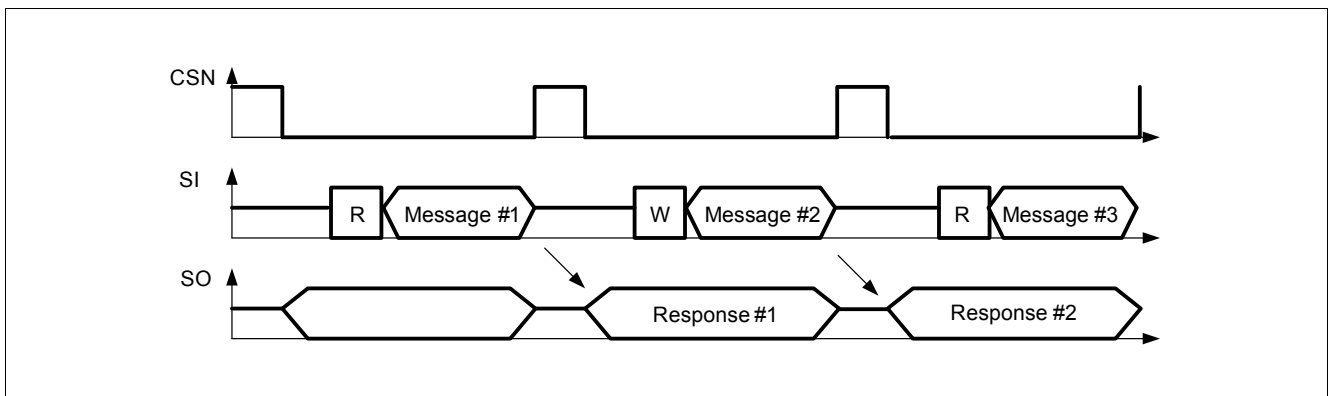 CSN
SI
R Message #1 W Message #2 R Message #3
SO
Response #1 Response #2